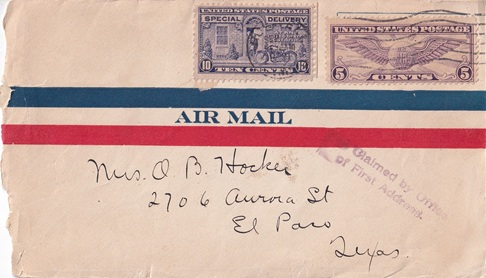 UNITED STATES POSTAGE
SPECIAL DELIVERY
10 10
TEN CENTS
UNITED STATES POSTAGE
5 5
CENTS
AIR MAIL
Mrs. O B. Hocker
2706 Aurora St
El Paso
Texas.
Claimed by Office
of First Address.